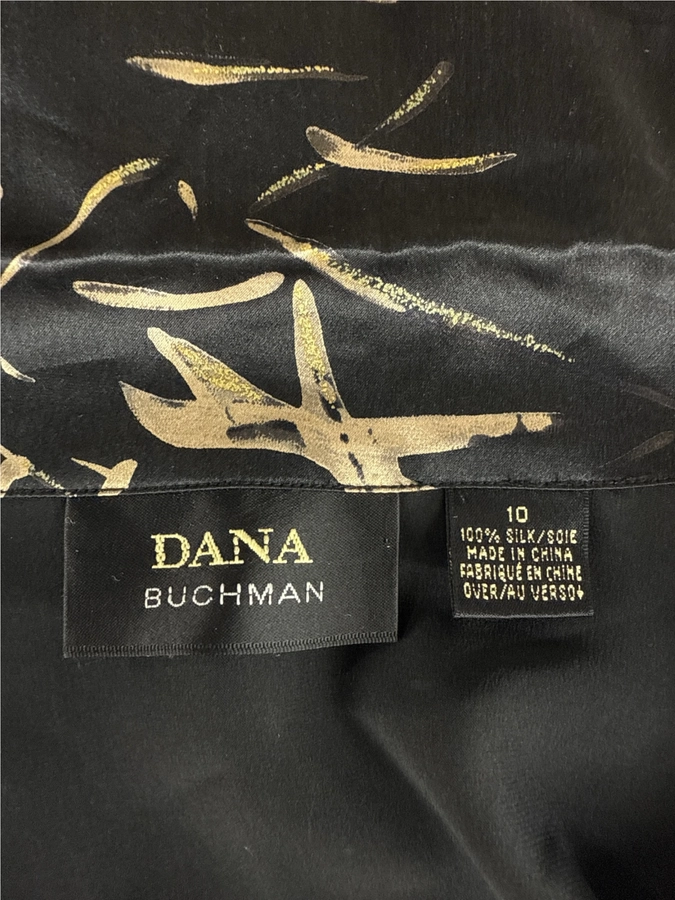 DANA
BUCHMAN
10
100% SILK/SOIE
MADE IN CHINA
FABRIQUÉ EN CHINE
OVER/AU VERSO↓